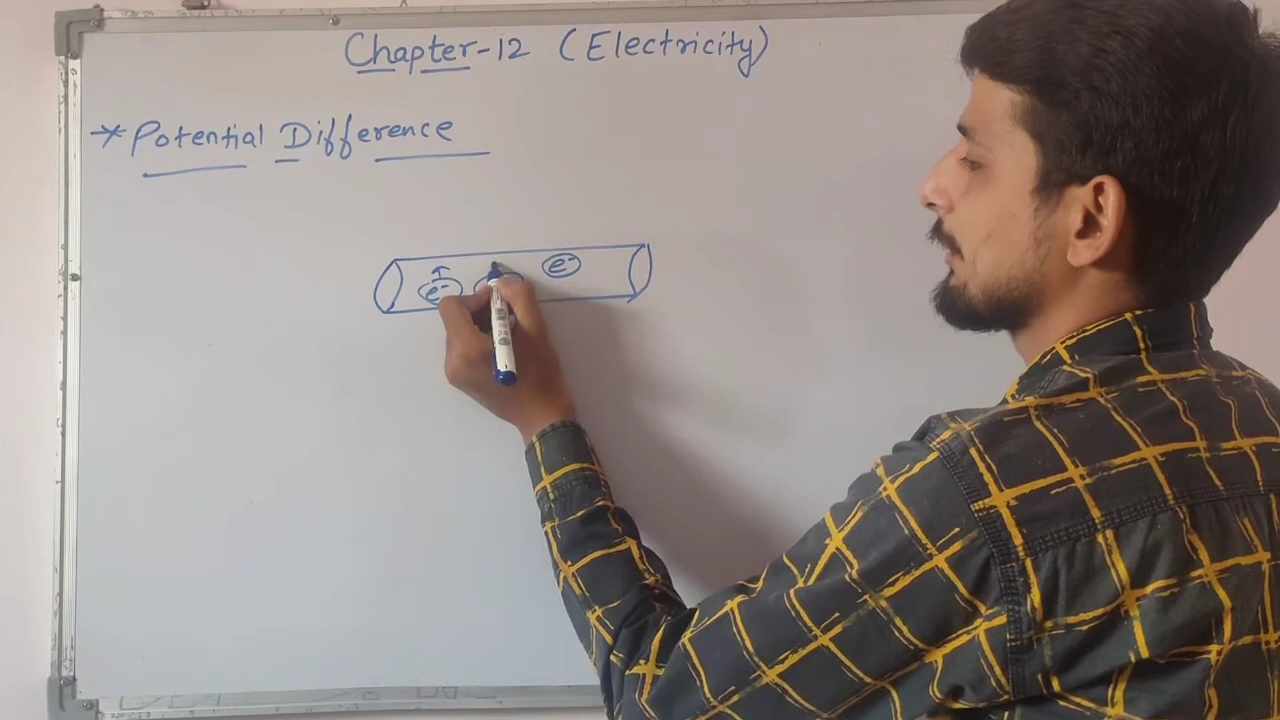 Chapter-12 (Electricity)
* Potential Difference
e⁻ e⁻